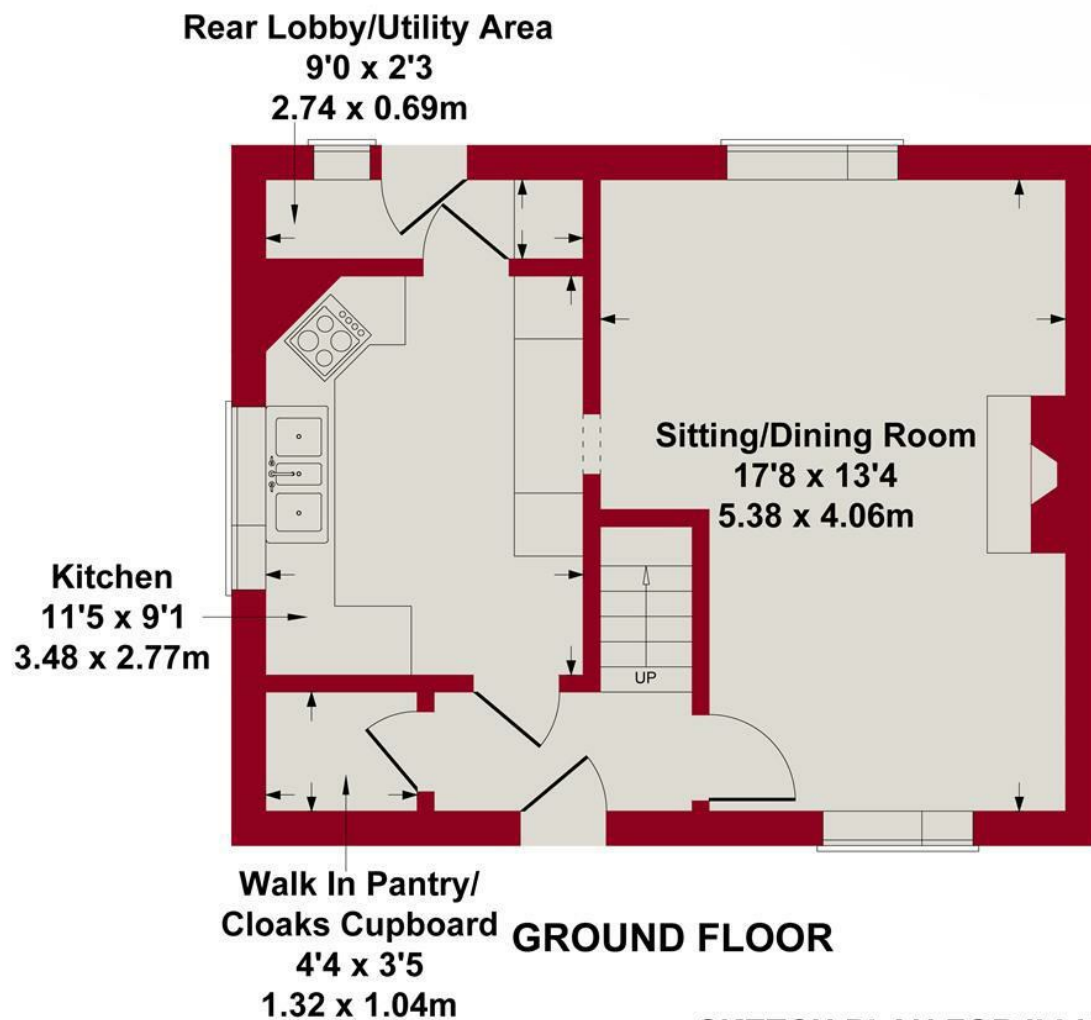 Rear Lobby/Utility Area
9'0 x 2'3
2.74 x 0.69m
Sitting/Dining Room
17'8 x 13'4
5.38 x 4.06m
Kitchen
11'5 x 9'1
3.48 x 2.77m
UP
Walk In Pantry/
Cloaks Cupboard
4'4 x 3'5
1.32 x 1.04m
GROUND FLOOR